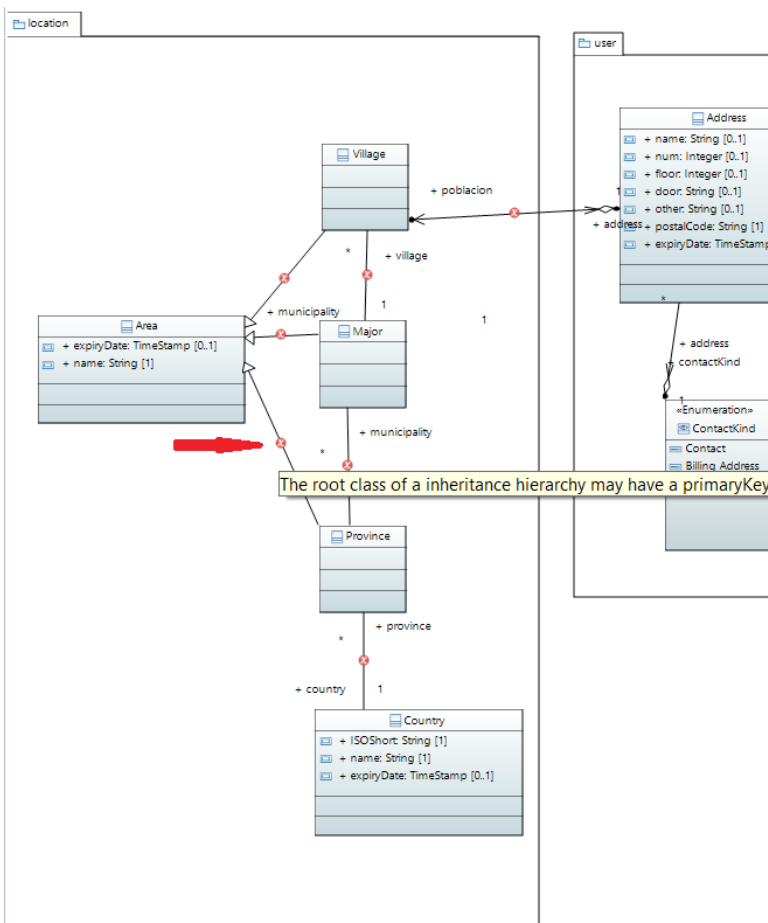 location
user
Village
Address
+ name: String [0..1]
+ num: Integer [0..1]
+ floor: Integer [0..1]
+ door: String [0..1]
+ other: String [0..1]
+ postalCode: String [1]
+ expiryDate: TimeStamp
+ poblacion
1
+ address
*
+ village
+ municipality
1
1
Area
+ expiryDate: TimeStamp [0..1]
+ name: String [1]
Major
*
+ address
contactKind
1
«Enumeration»
ContactKind
Contact
Billing Address
+ municipality
*
The root class of a inheritance hierarchy may have a primaryKey
Province
+ province
*
+ country
1
Country
+ ISOShort: String [1]
+ name: String [1]
+ expiryDate: TimeStamp [0..1]